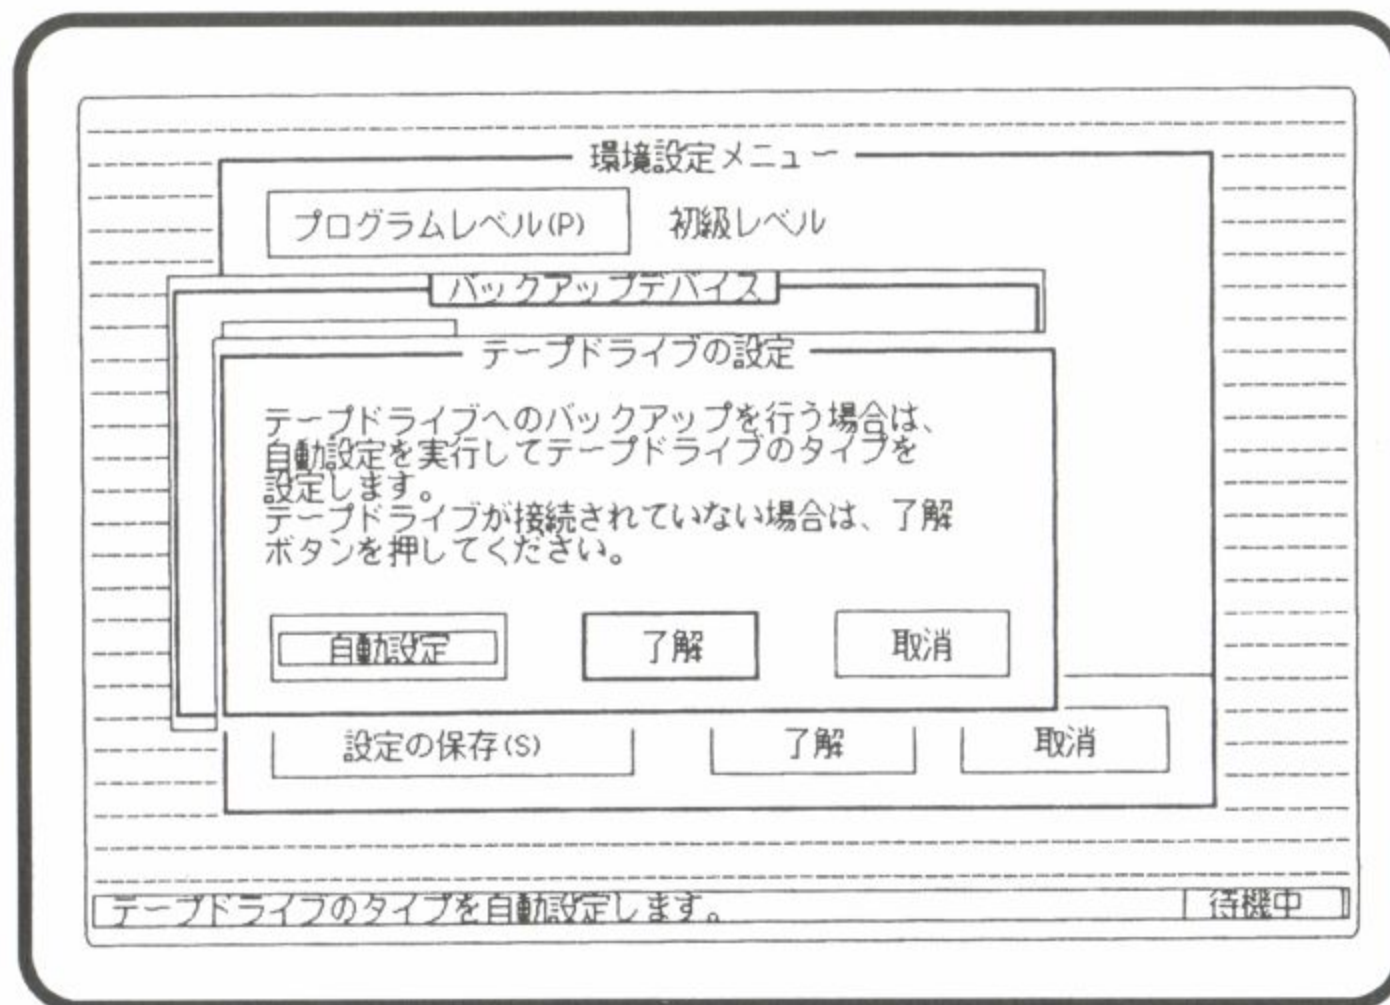 環境設定メニュー
プログラムレベル(P) 初級レベル
バックアップデバイス
テープドライブの設定
テープドライブへのバックアップを行う場合は、
自動設定を実行してテープドライブのタイプを
設定します。
テープドライブが接続されていない場合は、了解
ボタンを押してください。
自動設定 了解 取消
設定の保存(S) 了解 取消
テープドライブのタイプを自動設定します。 待機中